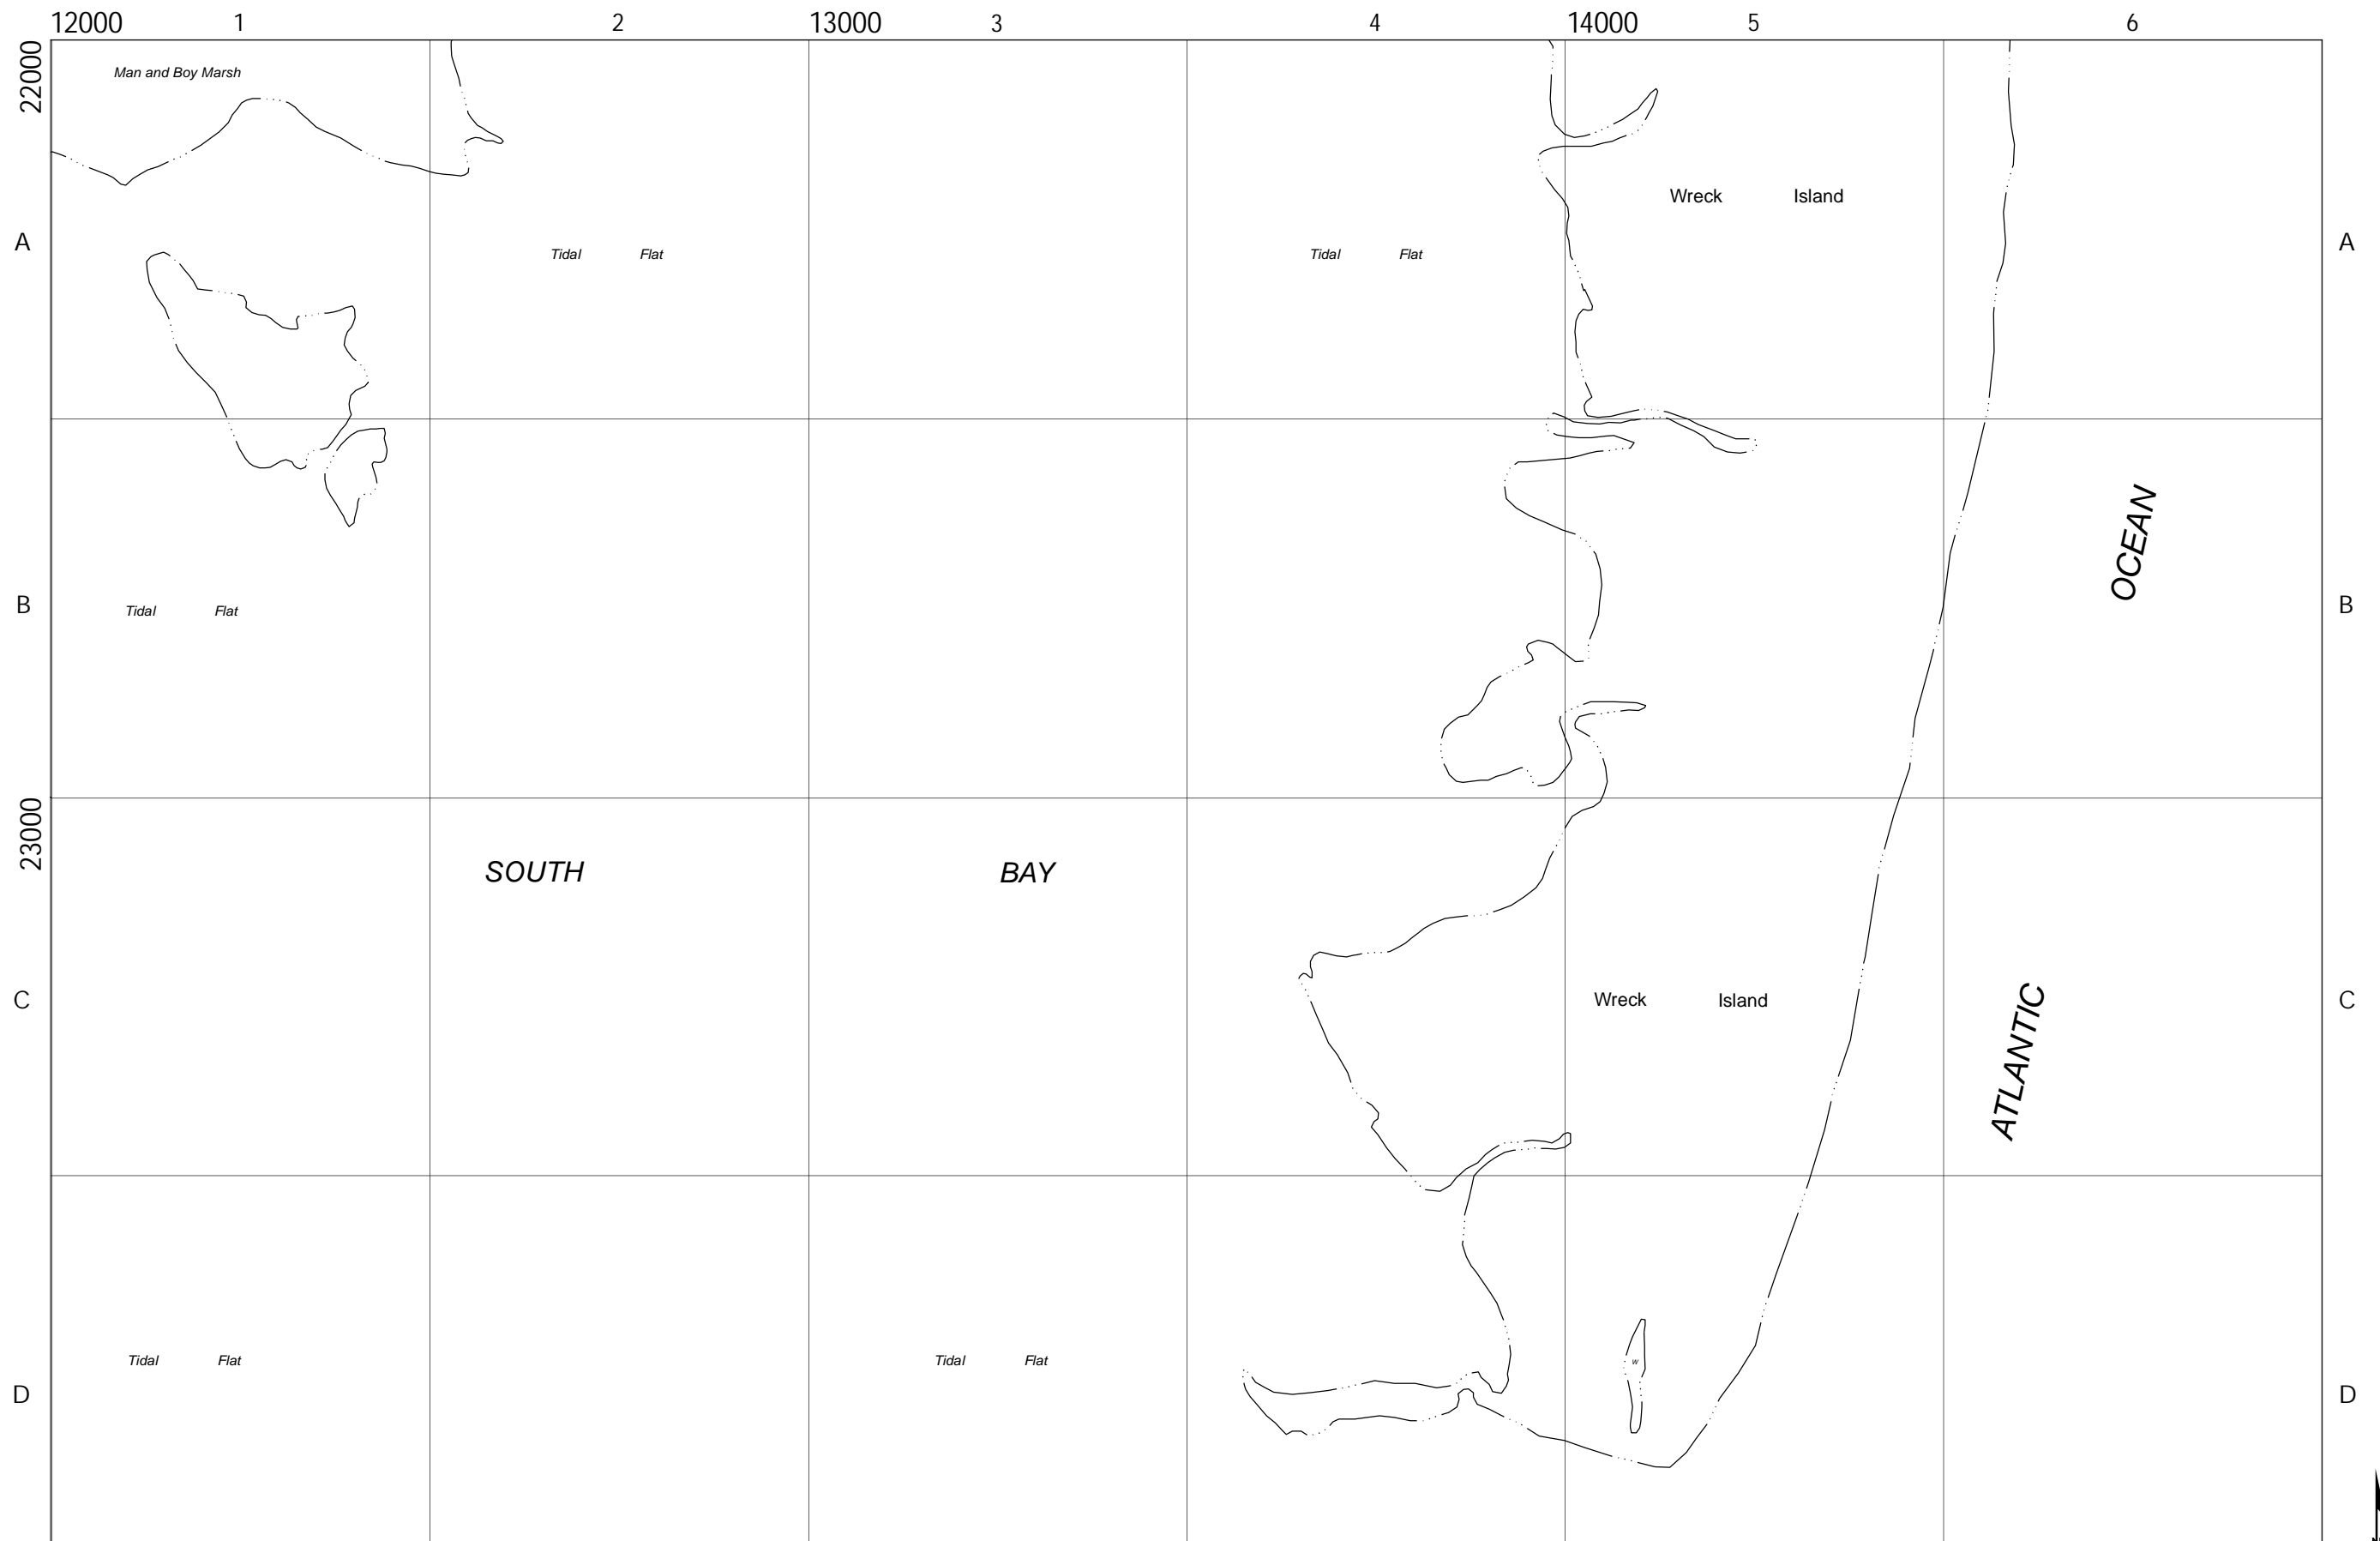 12000 1 2 13000 3 4 14000 5 6
22000
Man and Boy Marsh
Wreck Island
A A
Tidal Flat Tidal Flat
OCEAN
B B
Tidal Flat
23000
SOUTH BAY
Wreck Island
C C
ATLANTIC
Tidal Flat Tidal Flat
W
D D